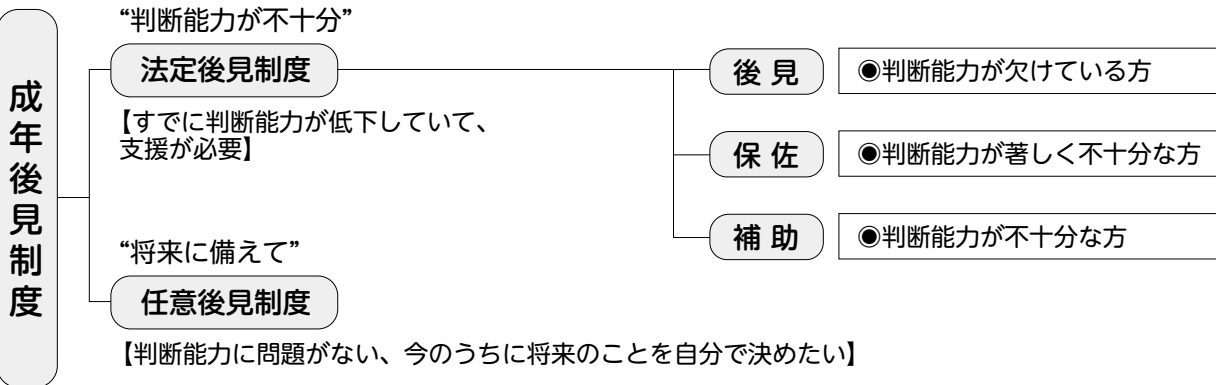 成年後見制度
“判断能力が不十分”
法定後見制度
【すでに判断能力が低下していて、
支援が必要】
後見
◉判断能力が欠けている方
保佐
◉判断能力が著しく不十分な方
補助
◉判断能力が不十分な方
“将来に備えて”
任意後見制度
【判断能力に問題がない、今のうちに将来のことを自分で決めたい】